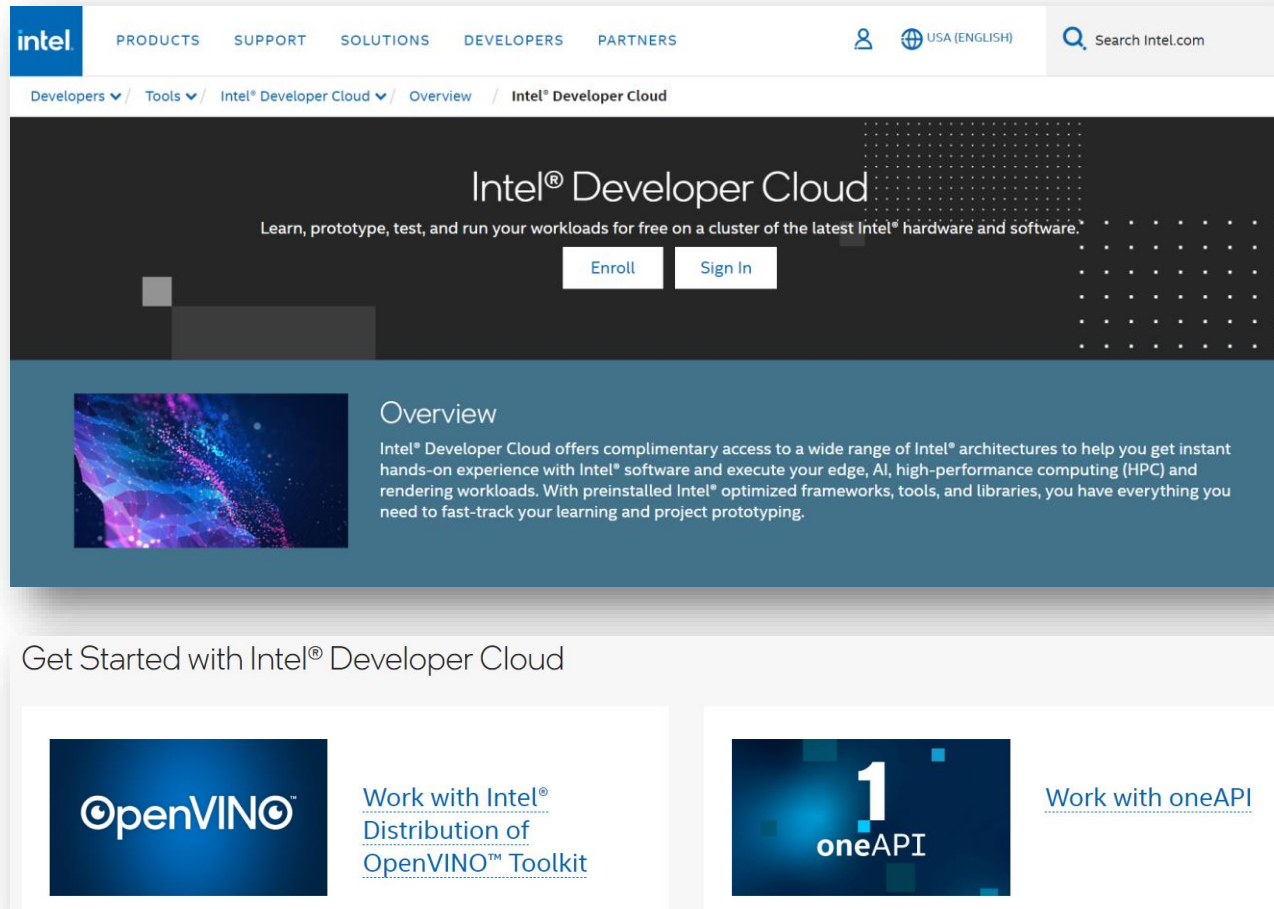 intel.
PRODUCTS SUPPORT SOLUTIONS DEVELOPERS PARTNERS USA (ENGLISH) Search Intel.com
Developers / Tools / Intel® Developer Cloud / Overview / Intel® Developer Cloud
Intel® Developer Cloud
Learn, prototype, test, and run your workloads for free on a cluster of the latest Intel® hardware and software.
Enroll Sign In
Overview
Intel® Developer Cloud offers complimentary access to a wide range of Intel® architectures to help you get instant
hands-on experience with Intel® software and execute your edge, AI, high-performance computing (HPC) and
rendering workloads. With preinstalled Intel® optimized frameworks, tools, and libraries, you have everything you
need to fast-track your learning and project prototyping.
Get Started with Intel® Developer Cloud
OpenVINO™
Work with Intel®
Distribution of
OpenVINO™ Toolkit
1
oneAPI
Work with oneAPI